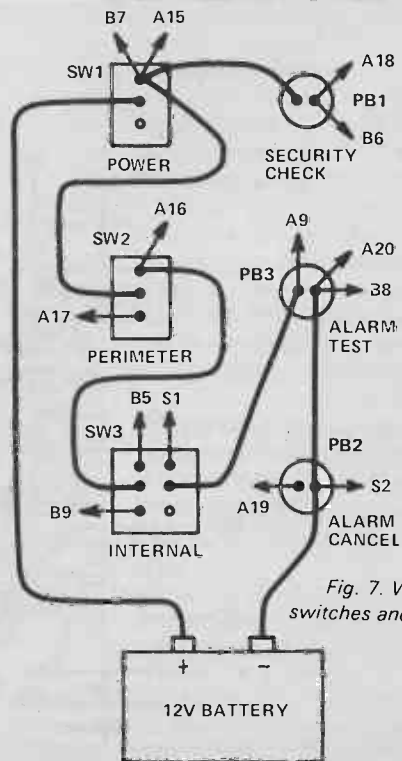 B7 A15
SW1
A18
PB1
B6
POWER
SECURITY
CHECK
A16
SW2
A9
A20
PB3
B8
A17
ALARM
TEST
PERIMETER
B5 S1
SW3
PB2
A19
S2
B9
ALARM
CANCEL
INTERNAL
Fig. 7. W
switches and
+ −
12V BATTERY